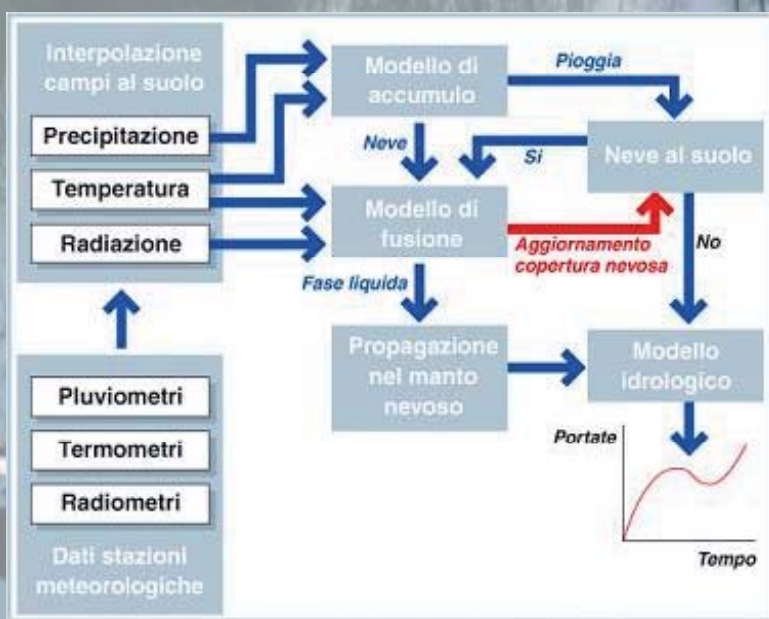 Interpolazione
campi al suolo
Precipitazione
Temperatura
Radiazione
Pluviometri
Termometri
Radiometri
Dati stazioni
meteorologiche
Modello di
accumulo
Pioggia
Neve
Si
Neve al suolo
Modello di
fusione
Aggiornamento
copertura nevosa
No
Fase liquida
Propagazione
nel manto
nevoso
Modello
idrologico
Portate
Tempo